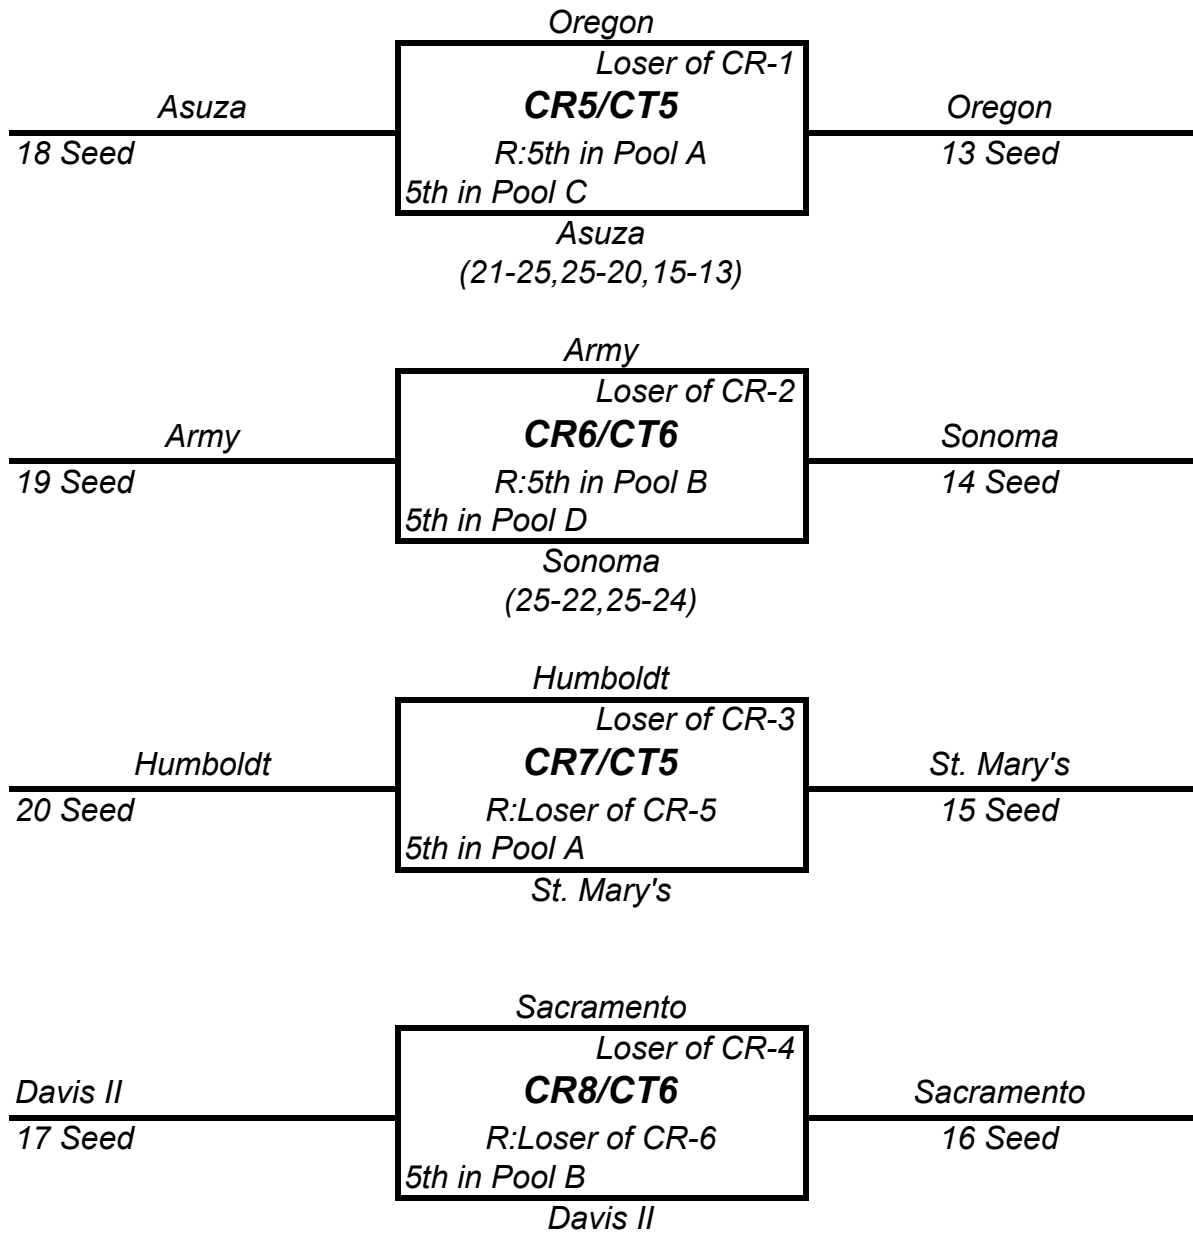 Oregon
Loser of CR-1
Asuza
CR5/CT5
Oregon
18 Seed
R:5th in Pool A
13 Seed
5th in Pool C
Asuza
(21-25,25-20,15-13)
Army
Loser of CR-2
Army
CR6/CT6
Sonoma
19 Seed
R:5th in Pool B
14 Seed
5th in Pool D
Sonoma
(25-22,25-24)
Humboldt
Loser of CR-3
Humboldt
CR7/CT5
St. Mary's
20 Seed
R:Loser of CR-5
15 Seed
5th in Pool A
St. Mary's
Sacramento
Loser of CR-4
Davis II
CR8/CT6
Sacramento
17 Seed
R:Loser of CR-6
16 Seed
5th in Pool B
Davis II